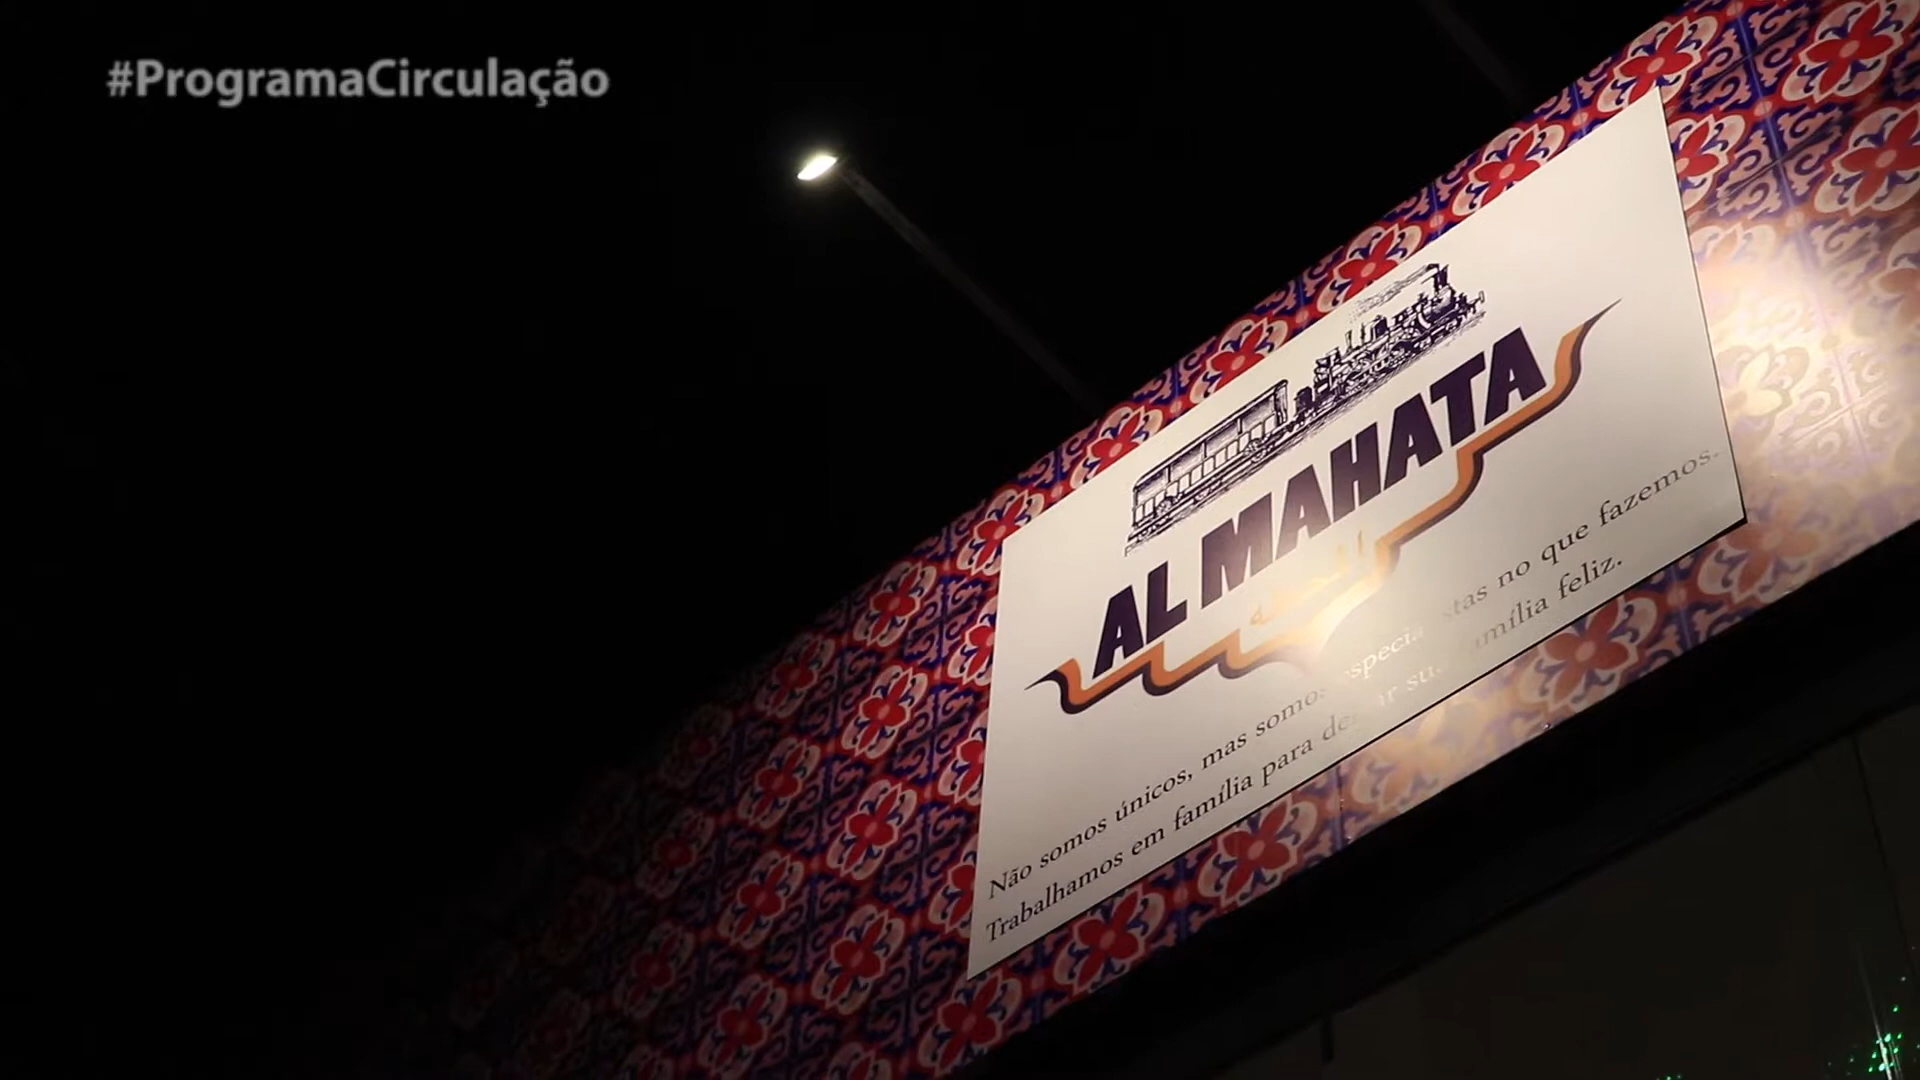 #ProgramaCirculação
AL MAHATA
Não somos únicos, mas somos especialistas no que fazemos.
Trabalhamos em família para deixar sua família feliz.